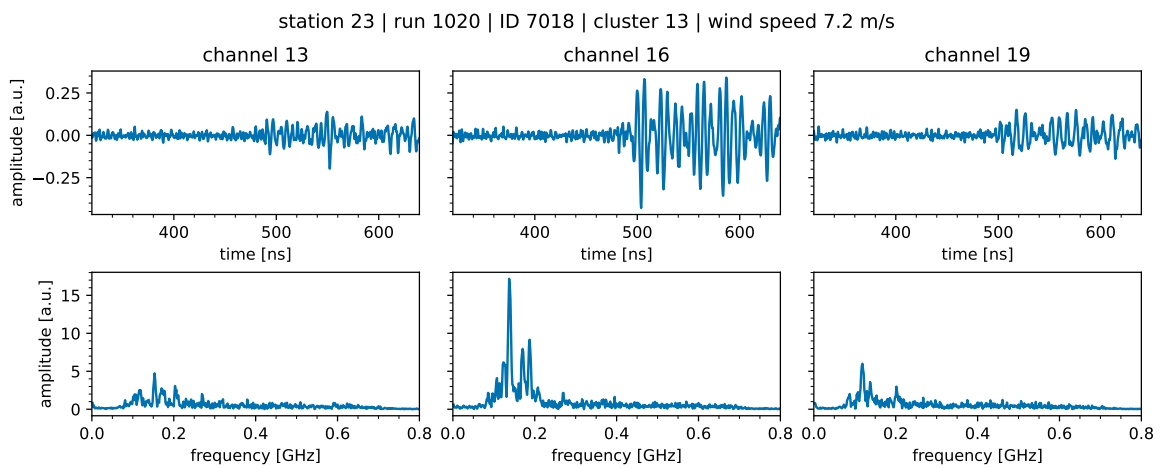 station 23 | run 1020 | ID 7018 | cluster 13 | wind speed 7.2 m/s
channel 13
channel 16
channel 19
amplitude [a.u.]
0.25
0.00
−0.25
400 500 600
400 500 600
400 500 600
time [ns]
time [ns]
time [ns]
amplitude [a.u.]
15
10
5
0
0.0 0.2 0.4 0.6 0.8
0.0 0.2 0.4 0.6 0.8
0.0 0.2 0.4 0.6 0.8
frequency [GHz]
frequency [GHz]
frequency [GHz]